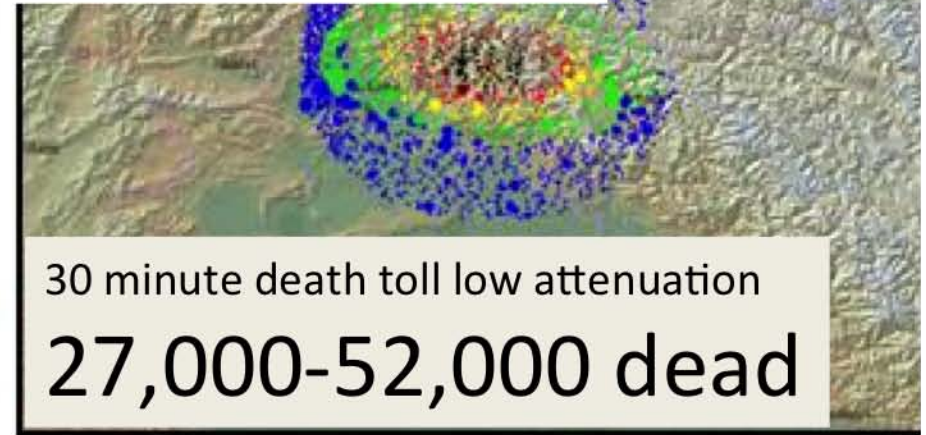 30 minute death toll low attenuation
27,000-52,000 dead